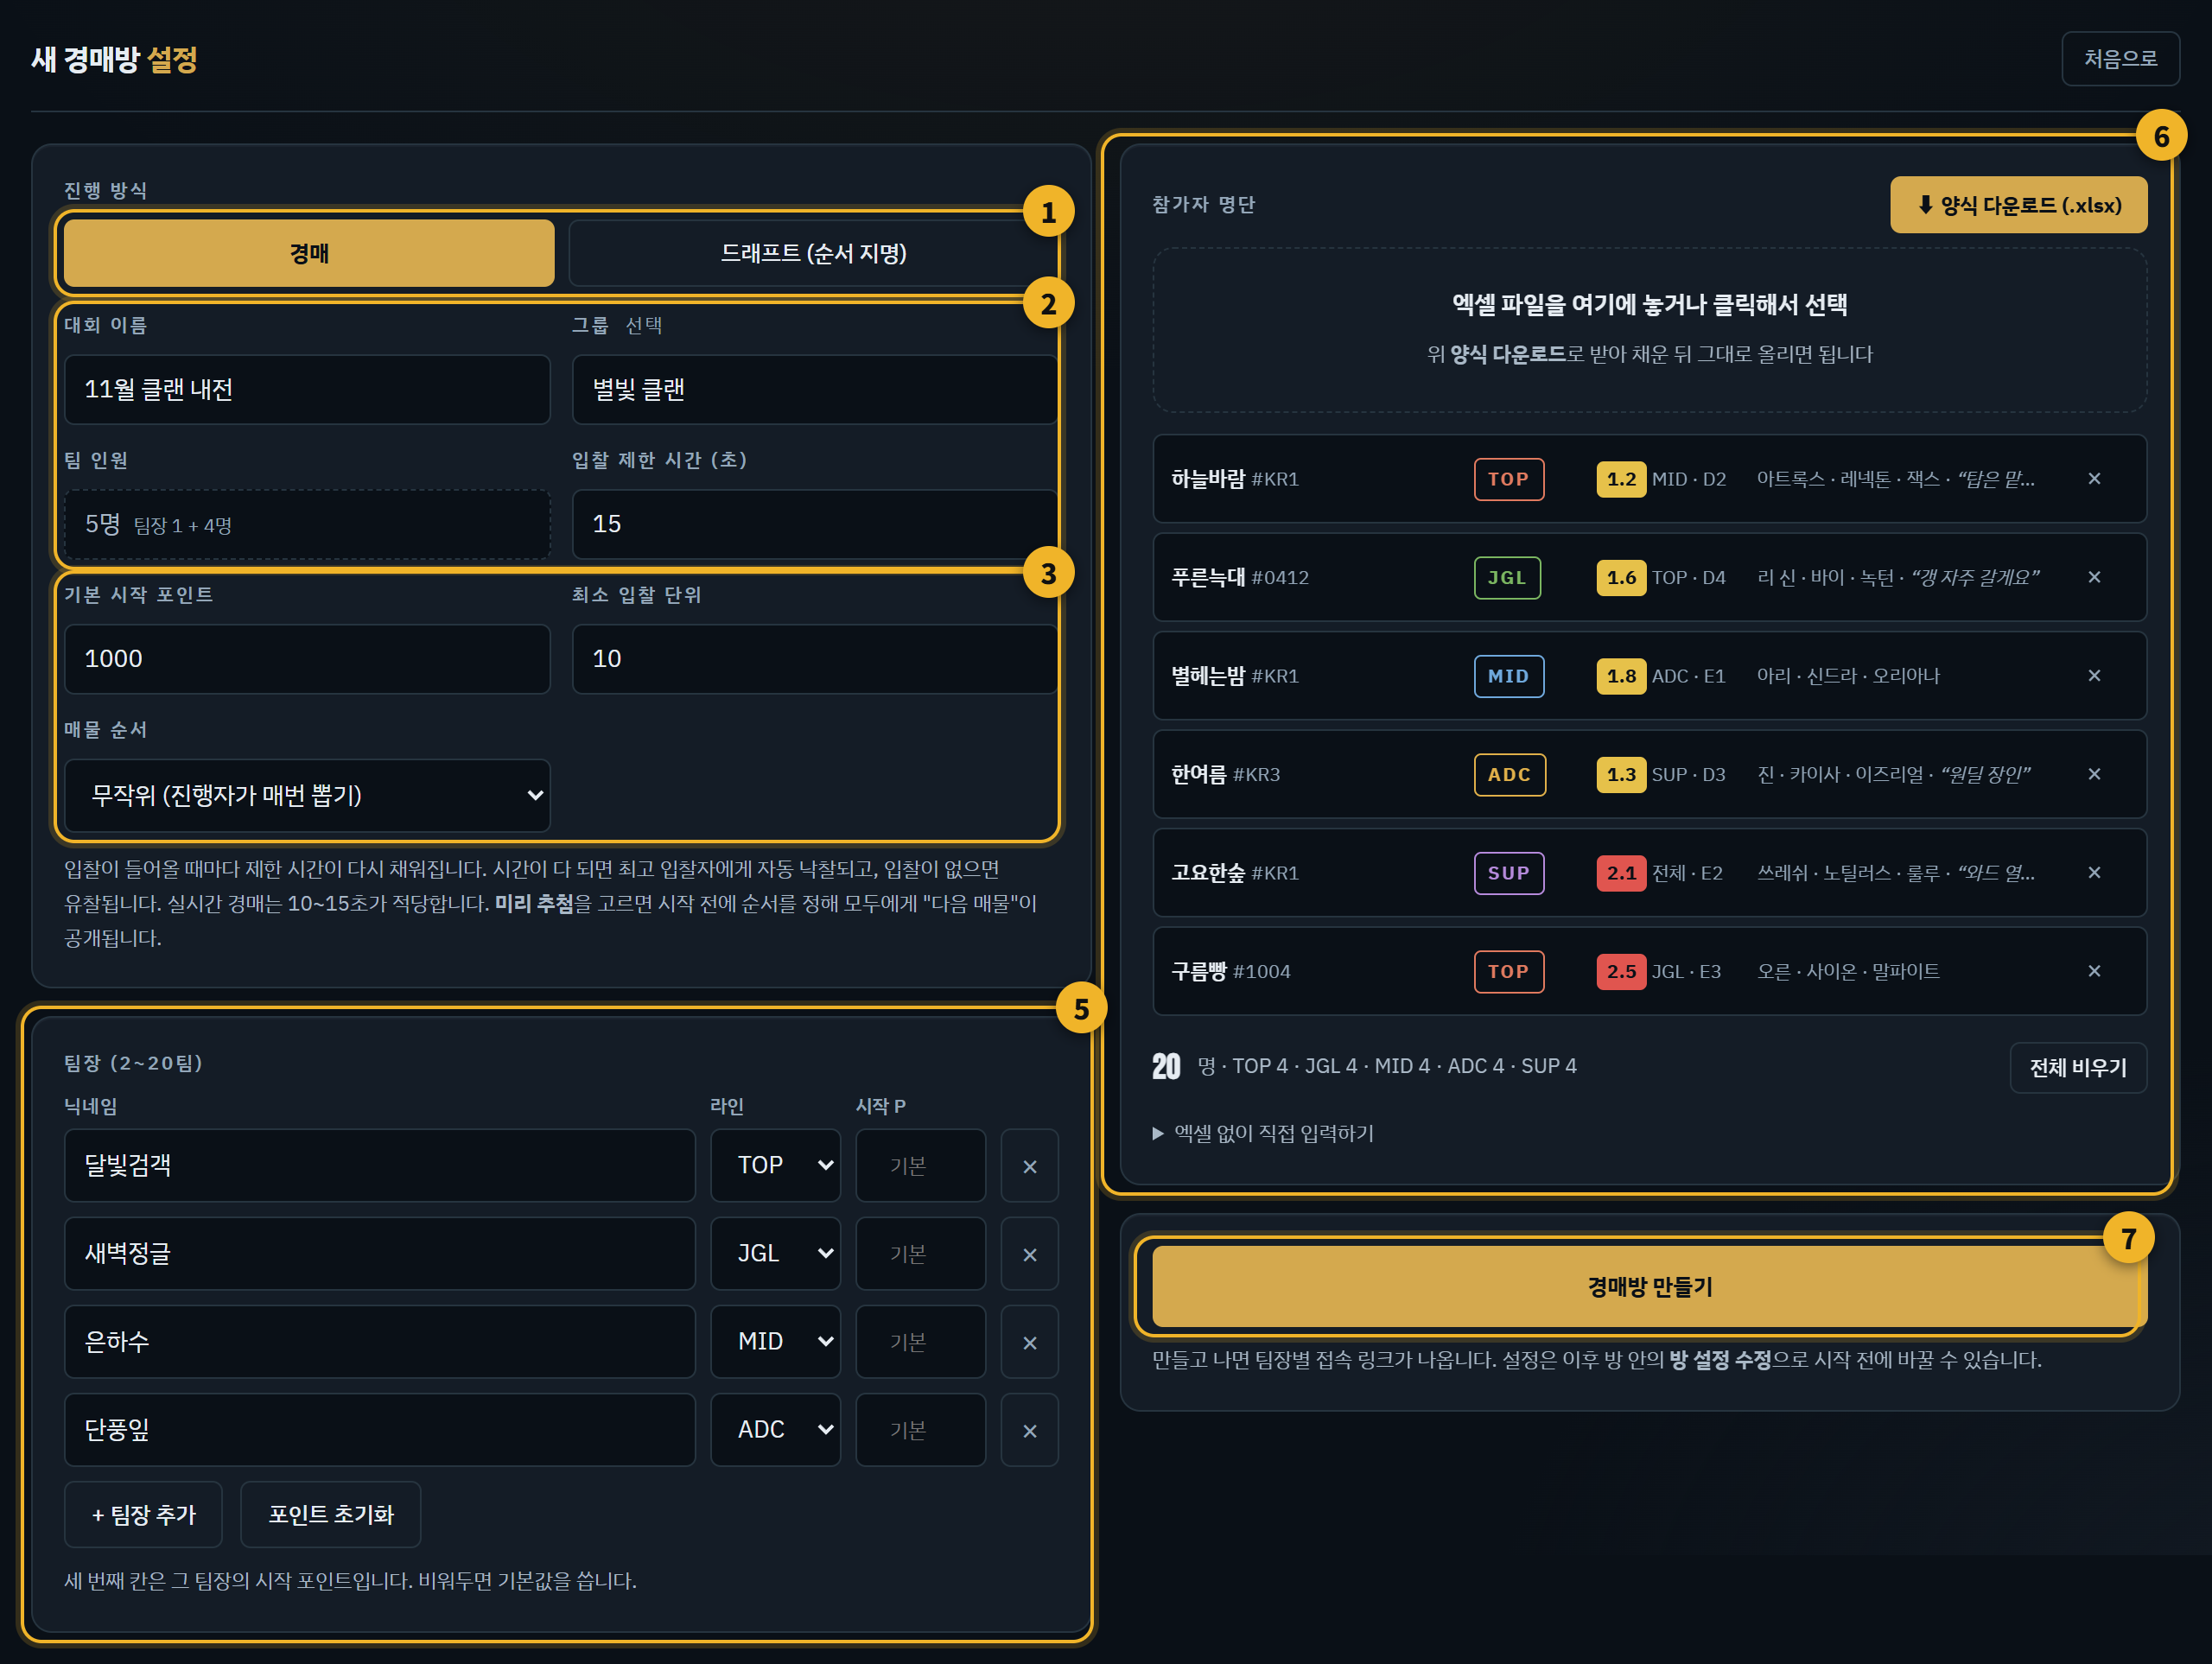 새 경매방 설정
처음으로
진행 방식
1
경매
드래프트 (순서 지명)
2
대회 이름
그룹 선택
11월 클랜 내전
별빛 클랜
팀 인원
입찰 제한 시간 (초)
5명 팀장 1 + 4명
15
3
기본 시작 포인트
최소 입찰 단위
1000
10
매물 순서
무작위 (진행자가 매번 뽑기)
입찰이 들어올 때마다 제한 시간이 다시 채워집니다. 시간이 다 되면 최고 입찰자에게 자동 낙찰되고, 입찰이 없으면
유찰됩니다. 실시간 경매는 10~15초가 적당합니다. 미리 추첨을 고르면 시작 전에 순서를 정해 모두에게 "다음 매물"이
공개됩니다.
5
팀장 (2~20팀)
닉네임
라인
시작 P
달빛검객
TOP
기본
×
새벽정글
JGL
기본
×
은하수
MID
기본
×
단풍잎
ADC
기본
×
+ 팀장 추가
포인트 초기화
세 번째 칸은 그 팀장의 시작 포인트입니다. 비워두면 기본값을 씁니다.
6
참가자 명단
⬇ 양식 다운로드 (.xlsx)
엑셀 파일을 여기에 놓거나 클릭해서 선택
위 양식 다운로드로 받아 채운 뒤 그대로 올리면 됩니다
하늘바람 #KR1 TOP 1.2 MID · D2 아트록스 · 레넥톤 · 잭스 · “탑은 맡... ×
푸른늑대 #0412 JGL 1.6 TOP · D4 리 신 · 바이 · 녹턴 · “갱 자주 갈게요” ×
별헤는밤 #KR1 MID 1.8 ADC · E1 아리 · 신드라 · 오리아나 ×
한여름 #KR3 ADC 1.3 SUP · D3 진 · 카이사 · 이즈리얼 · “원딜 장인” ×
고요한숲 #KR1 SUP 2.1 전체 · E2 쓰레쉬 · 노틸러스 · 룰루 · “와드 열... ×
구름빵 #1004 TOP 2.5 JGL · E3 오른 · 사이온 · 말파이트 ×
20 명 · TOP 4 · JGL 4 · MID 4 · ADC 4 · SUP 4
전체 비우기
▶ 엑셀 없이 직접 입력하기
7
경매방 만들기
만들고 나면 팀장별 접속 링크가 나옵니다. 설정은 이후 방 안의 방 설정 수정으로 시작 전에 바꿀 수 있습니다.